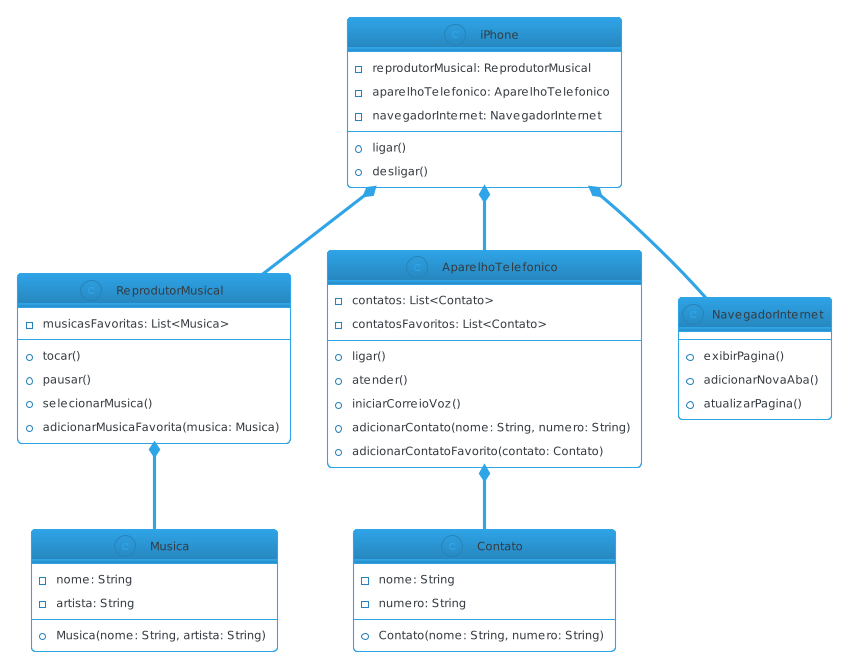 C iPhone
reprodutorMusical: ReprodutorMusical
aparelhoTelefonico: AparelhoTelefonico
navegadorInternet: NavegadorInternet
ligar()
desligar()
C ReprodutorMusical
musicasFavoritas: List<Musica>
tocar()
pausar()
selecionarMusica()
adicionarMusicaFavorita(musica: Musica)
C AparelhoTelefonico
contatos: List<Contato>
contatosFavoritos: List<Contato>
ligar()
atender()
iniciarCorreioVoz()
adicionarContato(nome: String, numero: String)
adicionarContatoFavorito(contato: Contato)
C NavegadorInternet
exibirPagina()
adicionarNovaAba()
atualizarPagina()
C Musica
nome: String
artista: String
Musica(nome: String, artista: String)
C Contato
nome: String
numero: String
Contato(nome: String, numero: String)